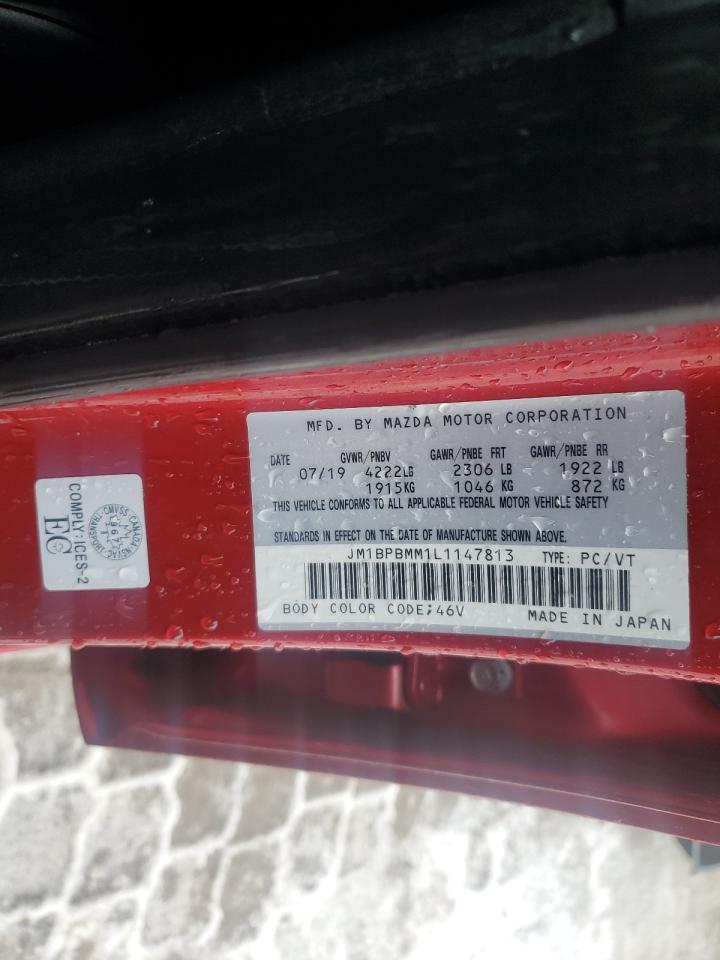 MFD. BY MAZDA MOTOR CORPORATION
DATE GVWR/PNBV GAWR/PNBE FRT GAWR/PNBE RR
07/19 4222LB 2306 LB 1922 LB
1915KG 1046 KG 872 KG
THIS VEHICLE CONFORMS TO ALL APPLICABLE FEDERAL MOTOR VEHICLE SAFETY
STANDARDS IN EFFECT ON THE DATE OF MANUFACTURE SHOWN ABOVE.
JM1BPBMM1L1147813 TYPE: PC/VT
BODY COLOR CODE;46V MADE IN JAPAN
COMPLY:ICES-2
EC